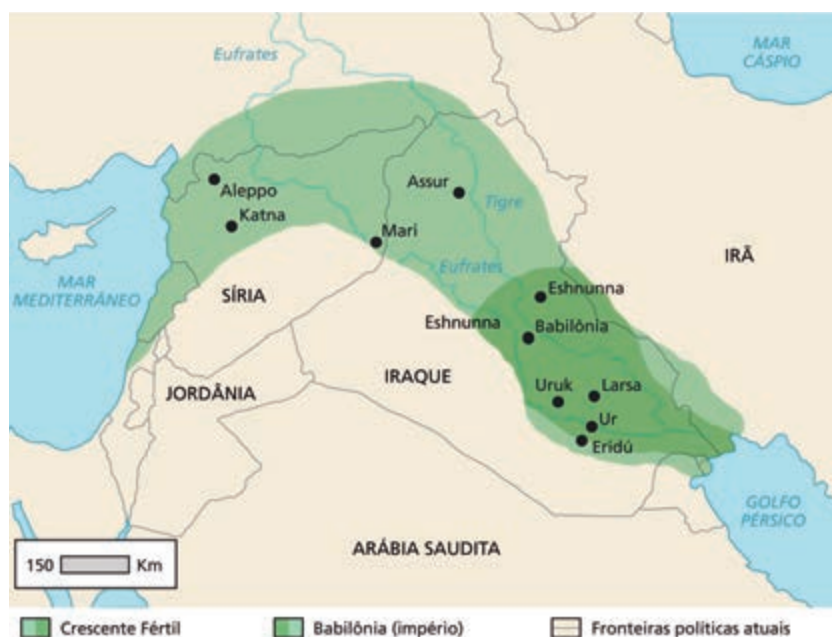 Eufrates
MAR
CÁSPIO
Aleppo
Katna
Assur
Tigre
Mari
Eufrates
IRÃ
MAR
MEDITERRÂNEO
SÍRIA
Eshnunna
Eshnunna
Babilônia
JORDÂNIA
IRAQUE
Uruk
Larsa
Ur
Eridú
GOLFO
PÉRSICO
ARÁBIA SAUDITA
150 Km
Crescente Fértil
Babilônia (império)
Fronteiras políticas atuais